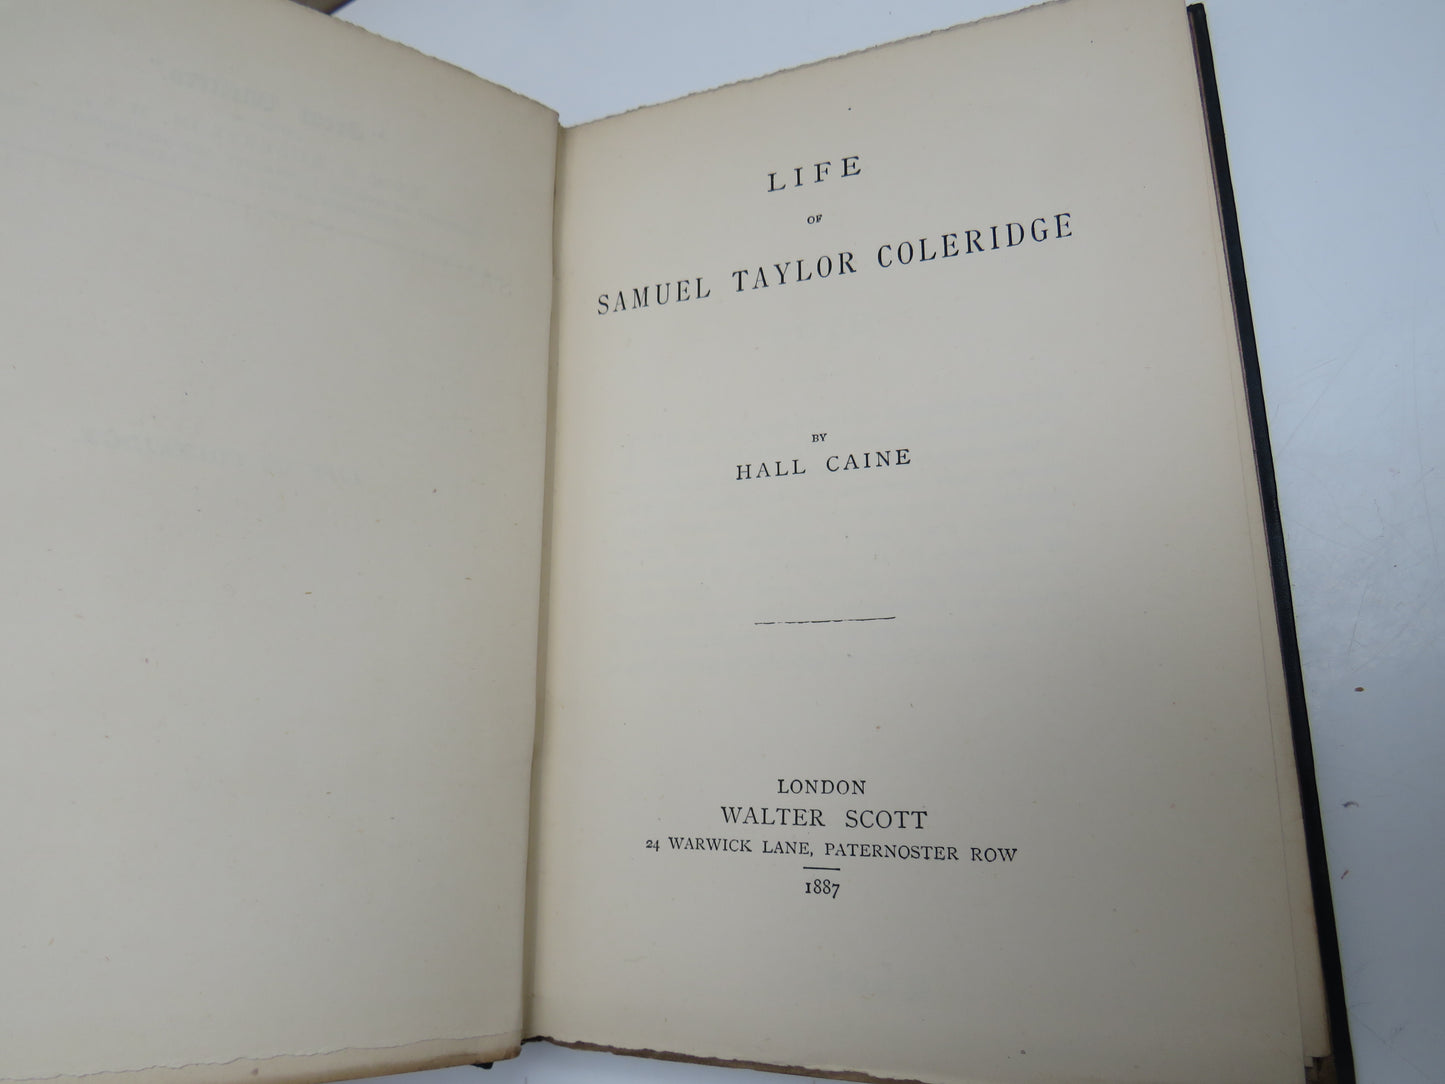 LIFE
OF
SAMUEL TAYLOR COLERIDGE
BY
HALL CAINE
LONDON
WALTER SCOTT
24 WARWICK LANE, PATERNOSTER ROW
1887